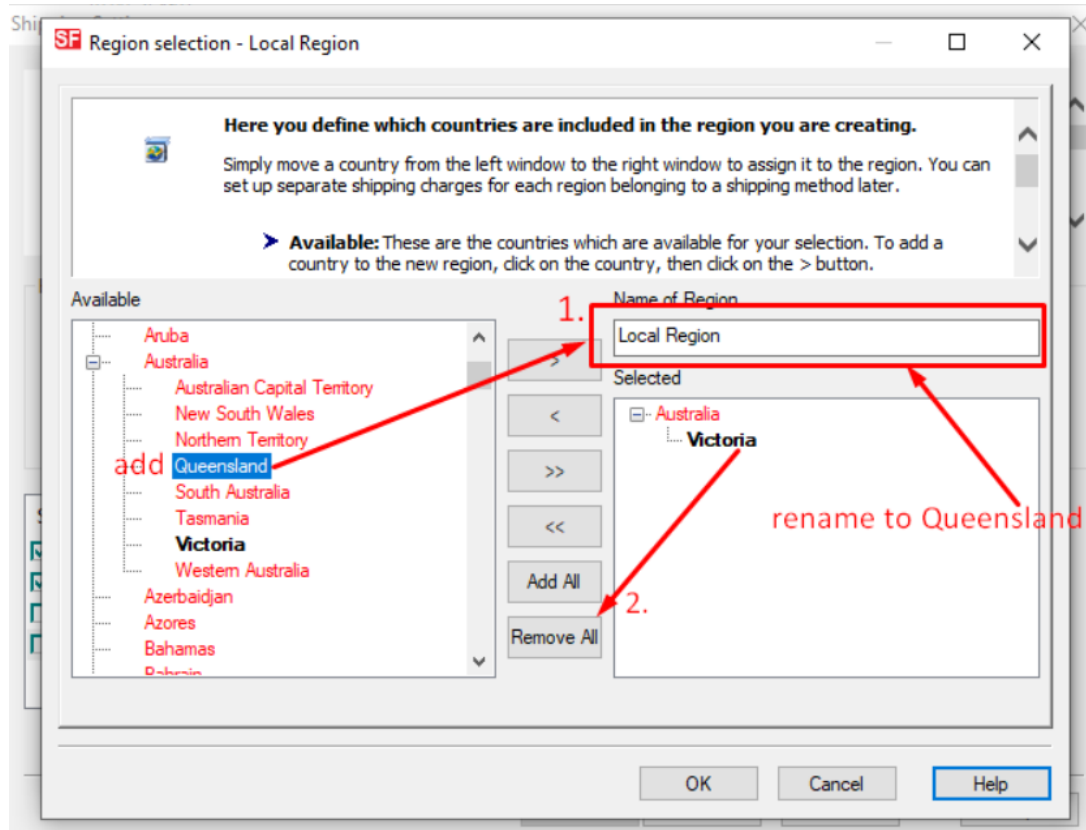 Shi
SF Region selection - Local Region
Here you define which countries are included in the region you are creating.
Simply move a country from the left window to the right window to assign it to the region. You can
set up separate shipping charges for each region belonging to a shipping method later.
Available: These are the countries which are available for your selection. To add a
country to the new region, click on the country, then click on the > button.
Available
Aruba
Australia
Australian Capital Territory
New South Wales
Northern Territory
add Queensland
South Australia
Tasmania
Victoria
Western Australia
Azerbaidjan
Azores
Bahamas
Bahrain
1.
>
<
>>
<<
Add All
2.
Remove All
Name of Region
Local Region
Selected
Australia
Victoria
rename to Queensland
OK Cancel Help